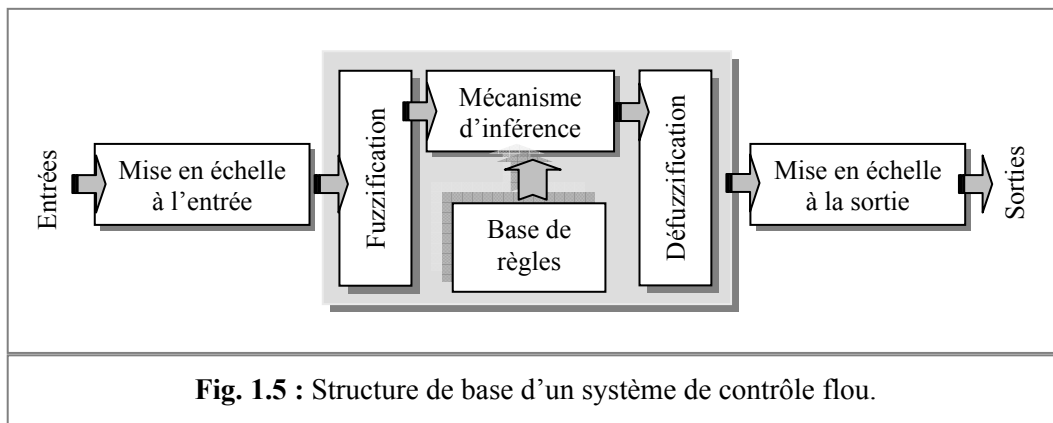 Entrées
Mise en échelle
à l’entrée
Fuzzification
Mécanisme
d’inférence
Base de
règles
Défuzzification
Mise en échelle
à la sortie
Sorties
Fig. 1.5 : Structure de base d’un système de contrôle flou.